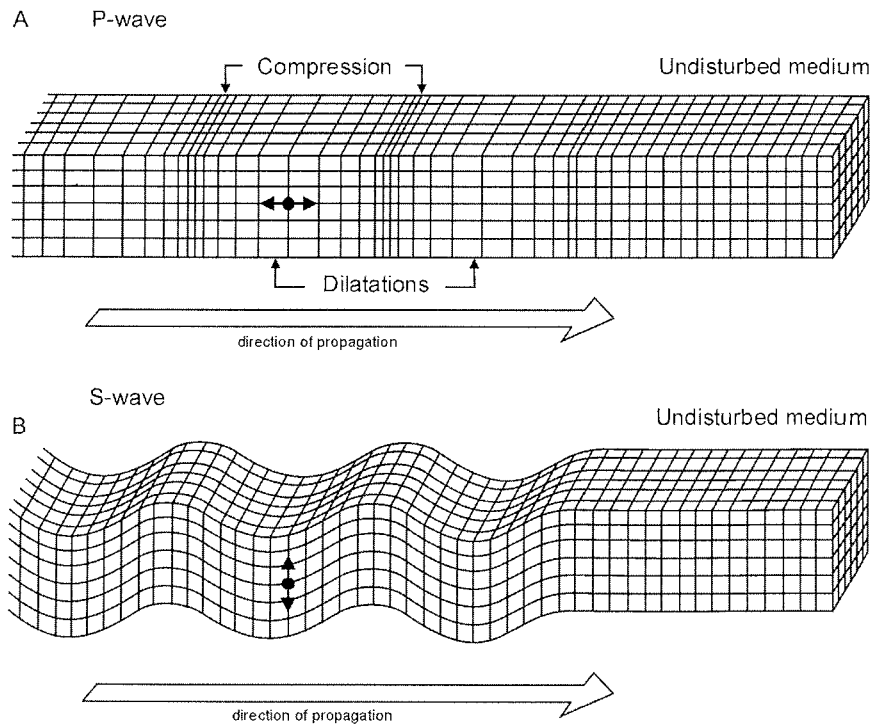 A P-wave
Compression
Undisturbed medium
Dilatations
direction of propagation
S-wave
Undisturbed medium
B
direction of propagation